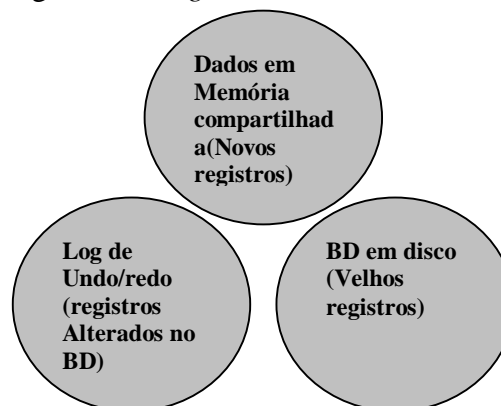 Dados em
Memória
compartilhad
a(Novos
registros)
Log de
Undo/redo
(registros
Alterados no
BD)
BD em disco
(Velhos
registros)